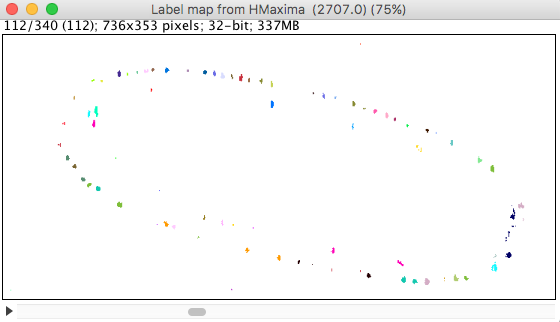 Label map from HMaxima (2707.0) (75%)
112/340 (112); 736x353 pixels; 32-bit; 337MB